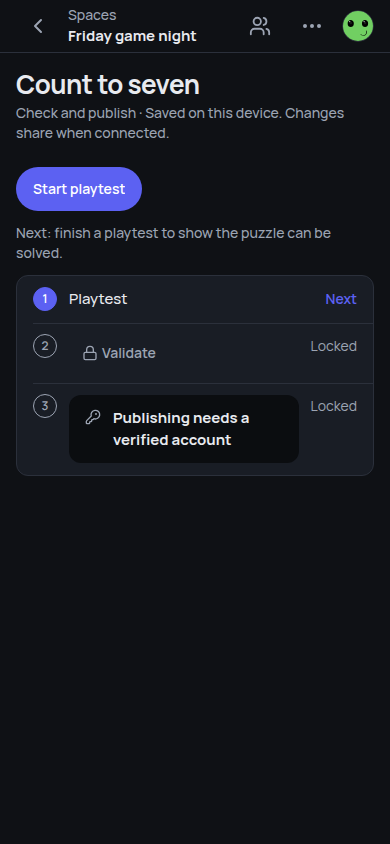 Spaces
Friday game night
Count to seven
Check and publish · Saved on this device. Changes
share when connected.
Start playtest
Next: finish a playtest to show the puzzle can be
solved.
1 Playtest Next
2 Validate Locked
3 Publishing needs a Locked
verified account